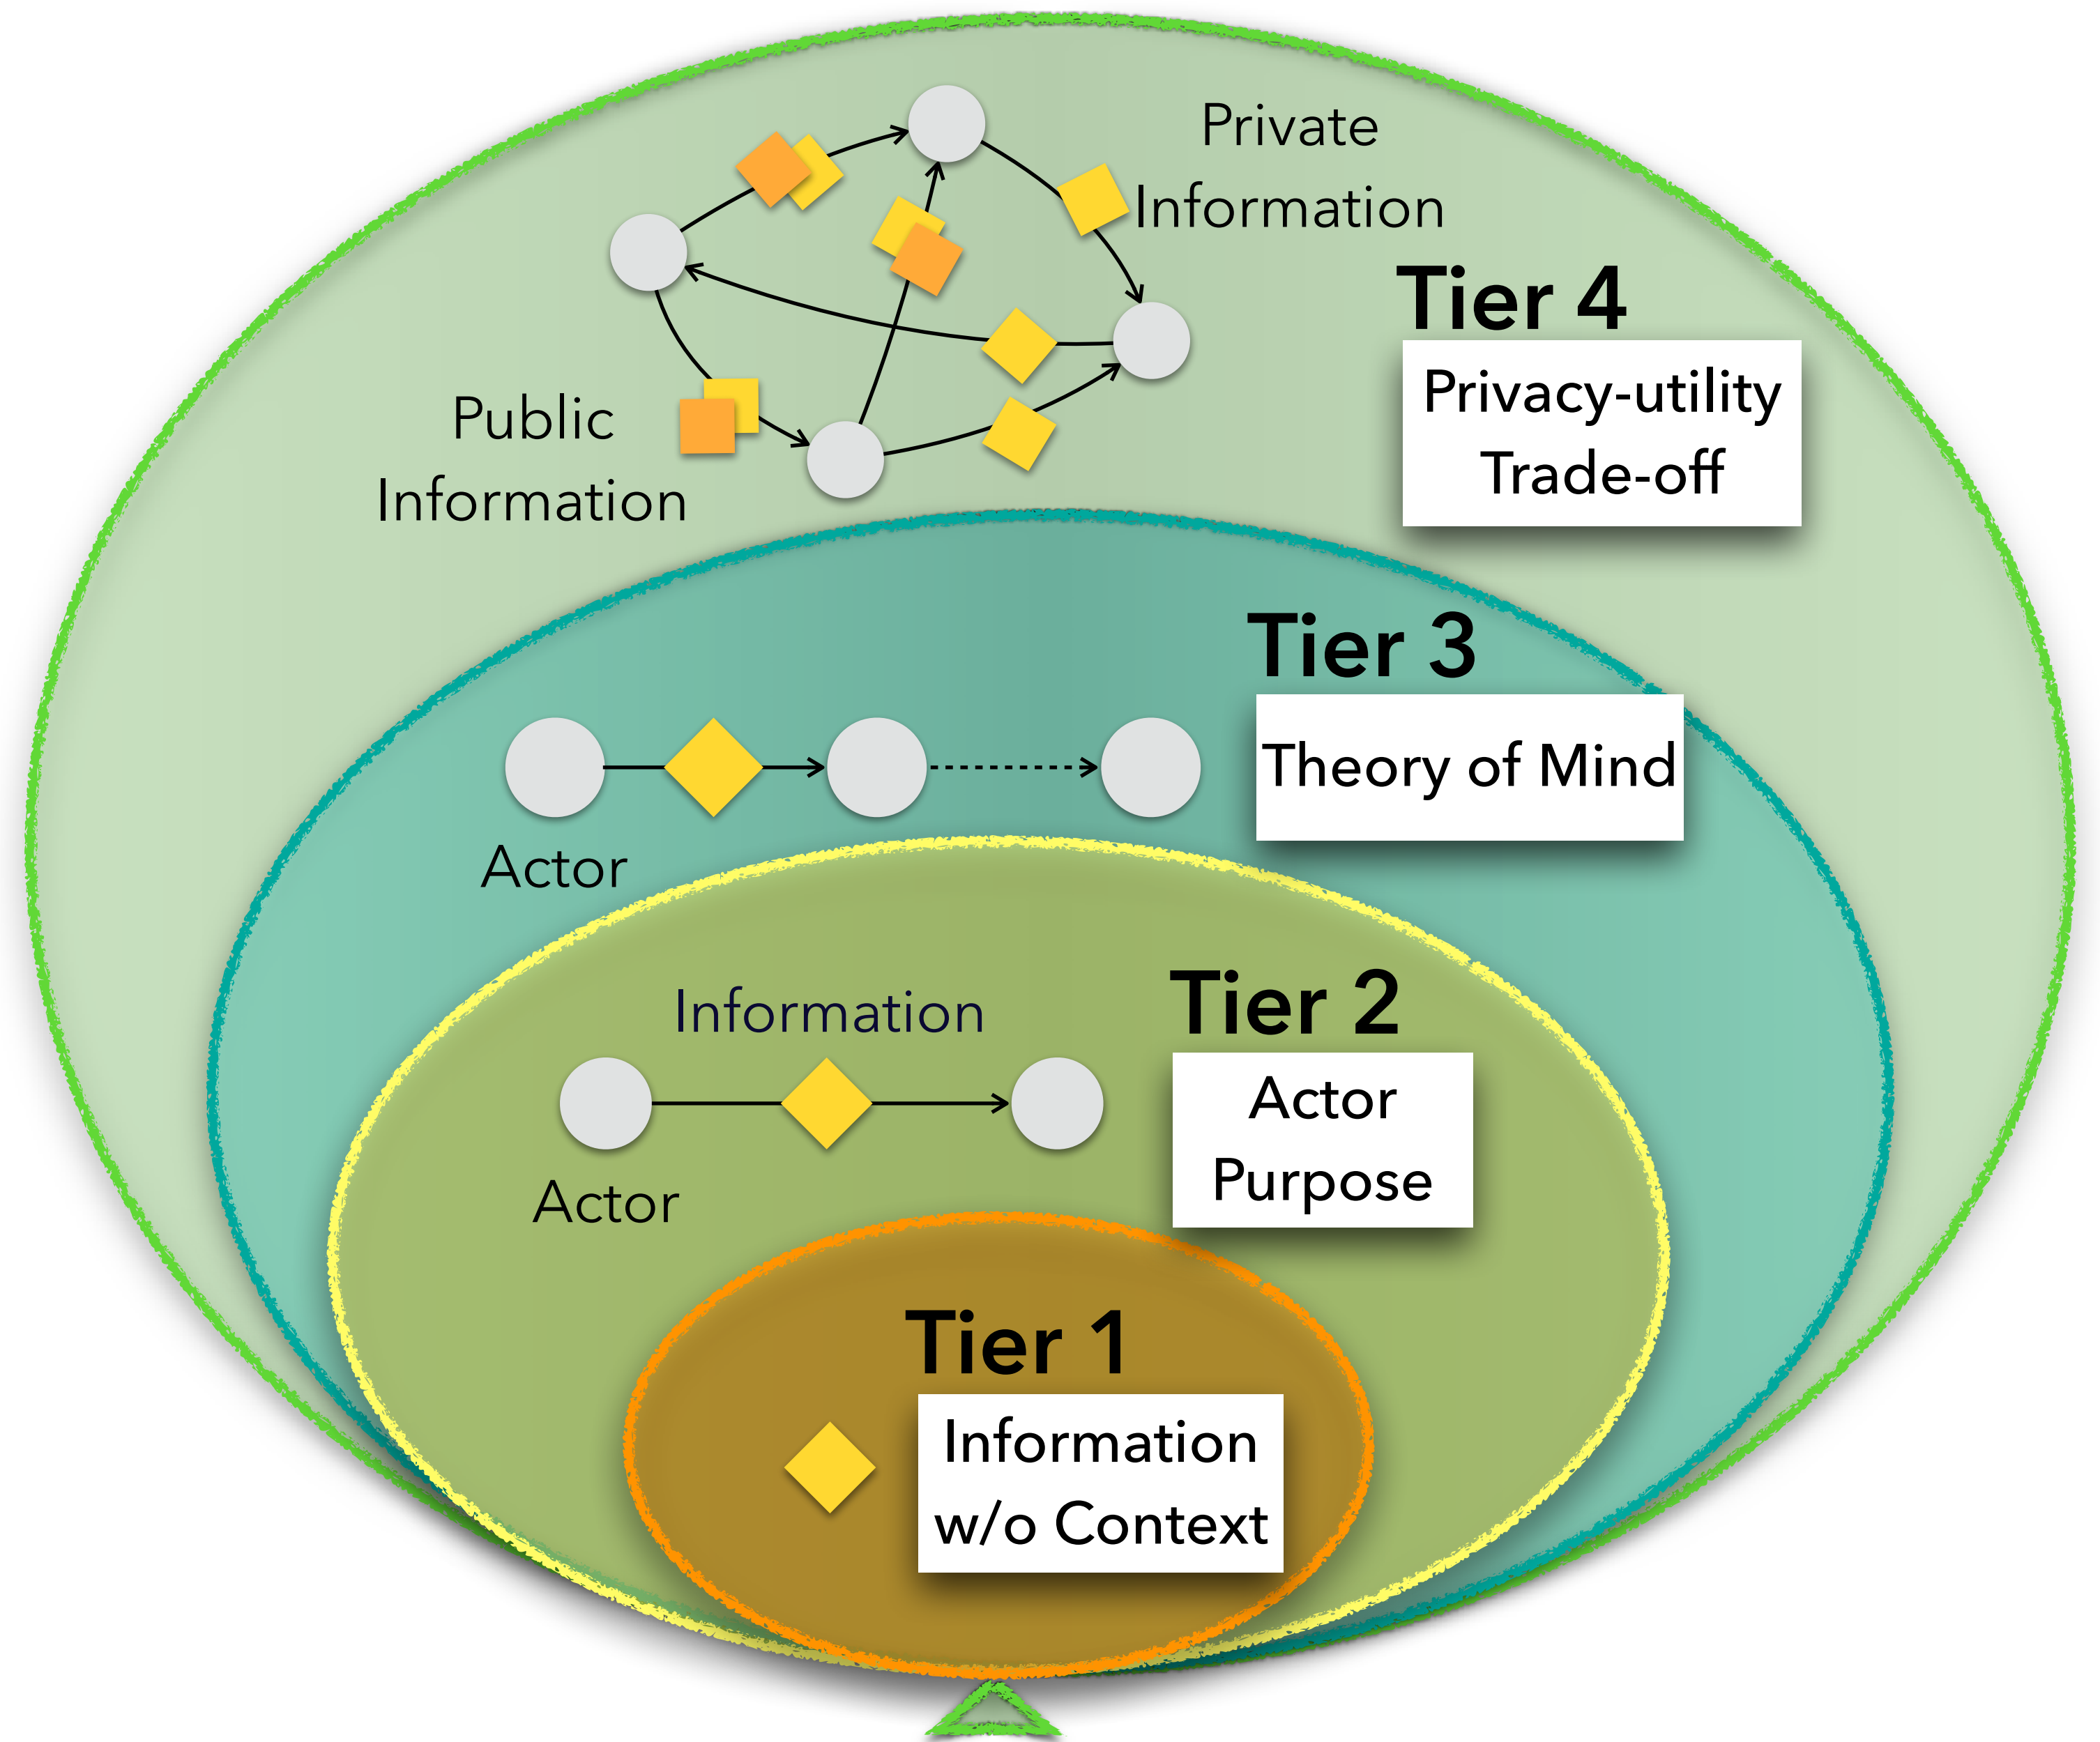 Private
Information
Tier 4
Privacy-utility
Trade-off
Public
Information
Tier 3
Theory of Mind
Actor
Tier 2
Information
Actor
Purpose
Actor
Tier 1
Information
w/o Context